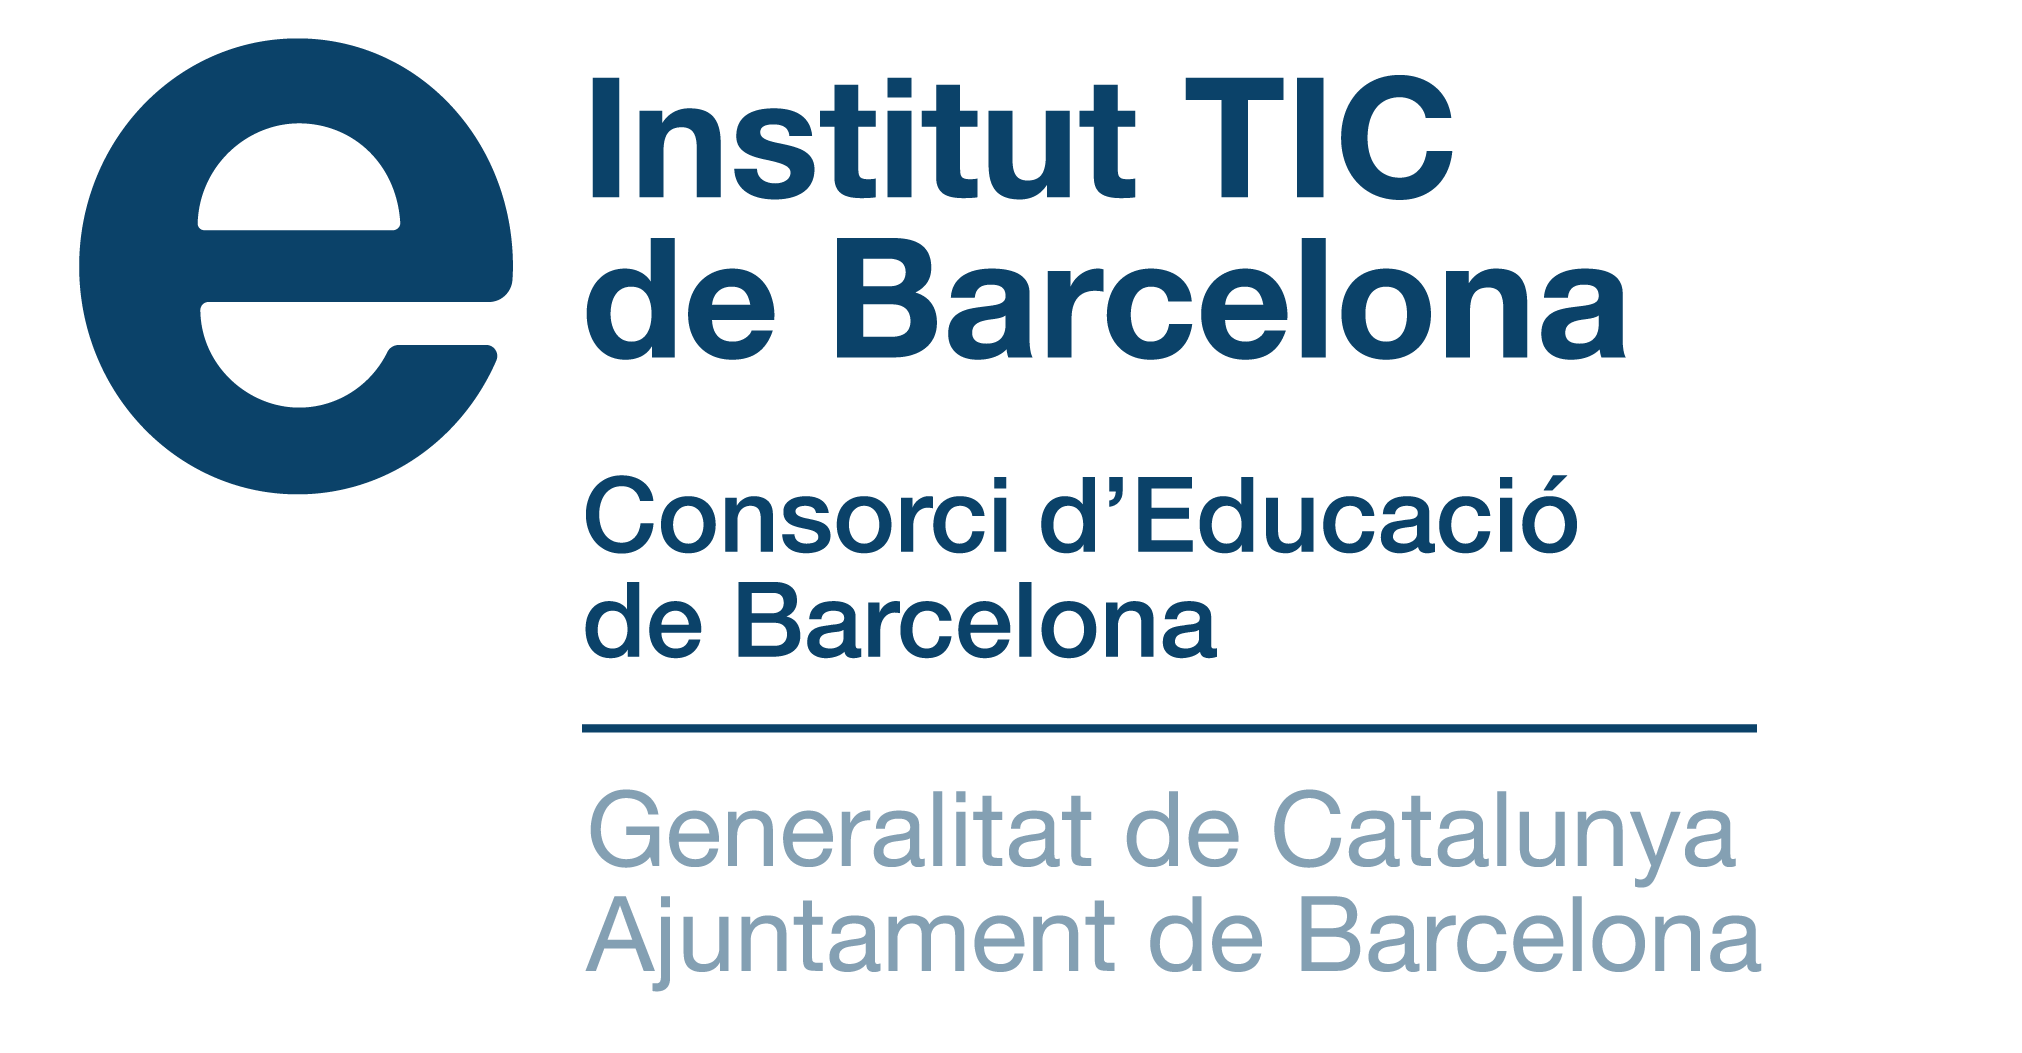 e
Institut TIC
de Barcelona
Consorci d’Educació
de Barcelona
Generalitat de Catalunya
Ajuntament de Barcelona